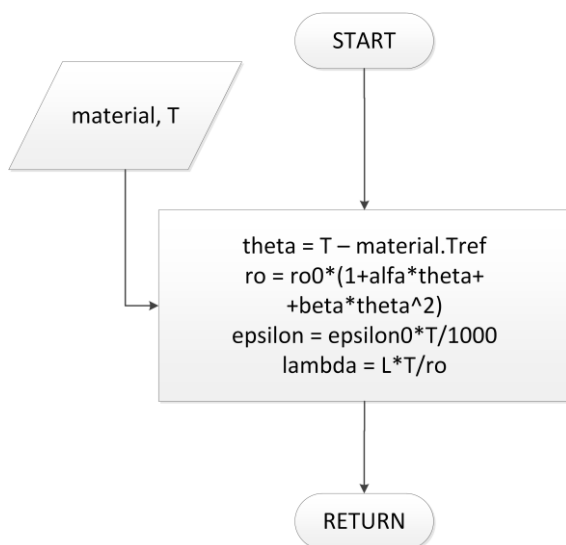 START
material, T
theta = T – material.Tref
ro = ro0*(1+alfa*theta+
+beta*theta^2)
epsilon = epsilon0*T/1000
lambda = L*T/ro
RETURN